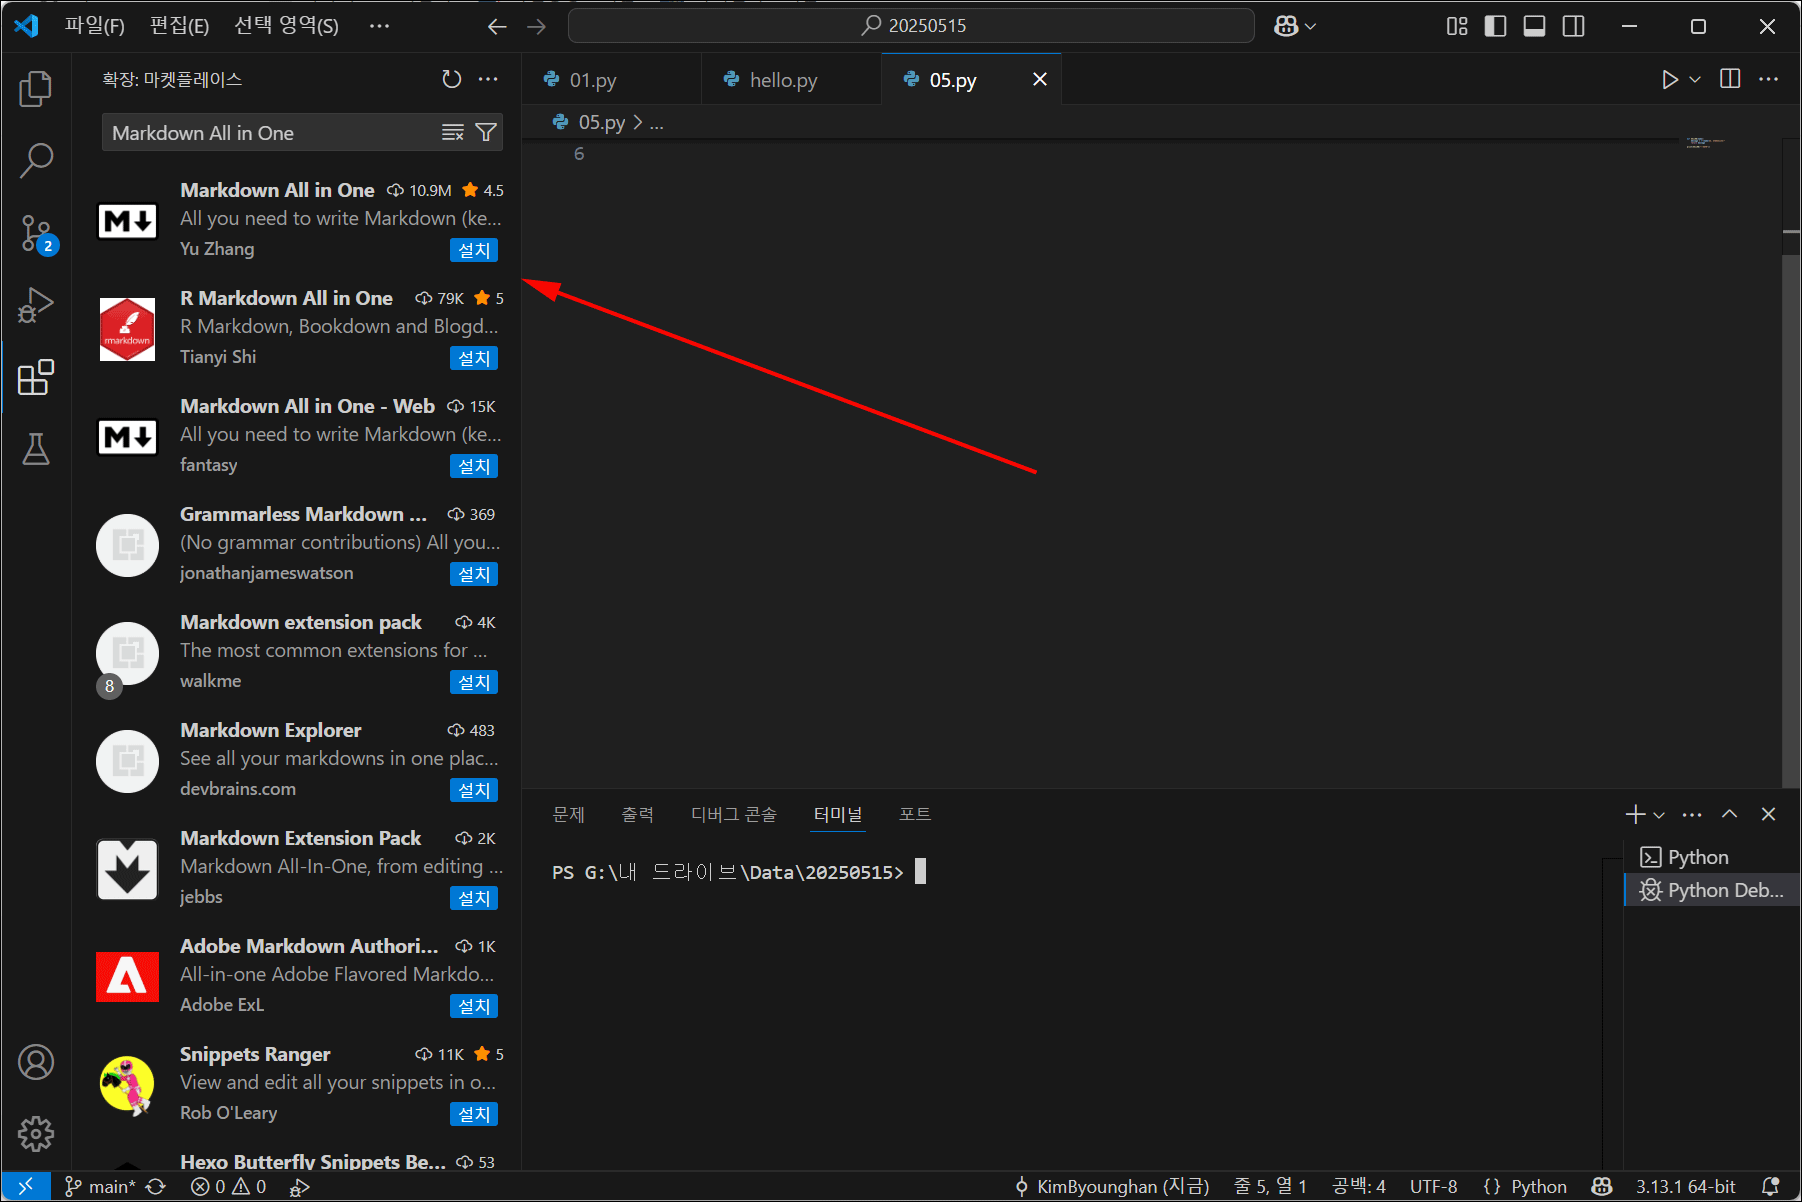 파일(F) 편집(E) 선택 영역(S) ··· 20250515
확장: 마켓플레이스 ···
Markdown All in One
Markdown All in One 10.9M 4.5
All you need to write Markdown (ke...
Yu Zhang 설치
R Markdown All in One 79K 5
R Markdown, Bookdown and Blogd...
rmarkdown
Tianyi Shi 설치
Markdown All in One - Web 15K
All you need to write Markdown (ke...
fantasy 설치
Grammarless Markdown ... 369
(No grammar contributions) All you...
jonathanjameswatson 설치
Markdown extension pack 4K
The most common extensions for ...
walkme 설치
8
Markdown Explorer 483
See all your markdowns in one plac...
devbrains.com 설치
Markdown Extension Pack 2K
Markdown All-In-One, from editing ...
jebbs 설치
Adobe Markdown Authori... 1K
All-in-one Adobe Flavored Markdo...
Adobe ExL 설치
Snippets Ranger 11K 5
View and edit all your snippets in o...
Rob O'Leary 설치
Hexo Butterfly Snippets Be... 53
2
01.py hello.py 05.py
05.py > ...
6
문제 출력 디버그 콘솔 터미널 포트
PS G:\내 드라이브\Data\20250515>
Python
Python Deb...
main* 0 0 KimByounghan (지금) 줄 5, 열 1 공백: 4 UTF-8 {} Python 3.13.1 64-bit